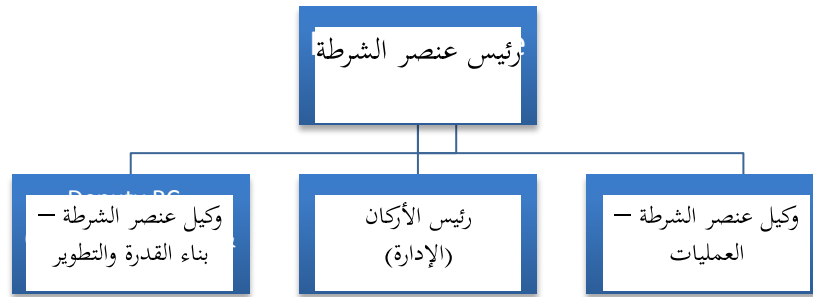 رئيس عنصر الشرطة
وكيل عنصر الشرطة –
العمليات
رئيس الأركان
(الإدارة)
وكيل عنصر الشرطة –
بناء القدرة والتطوير